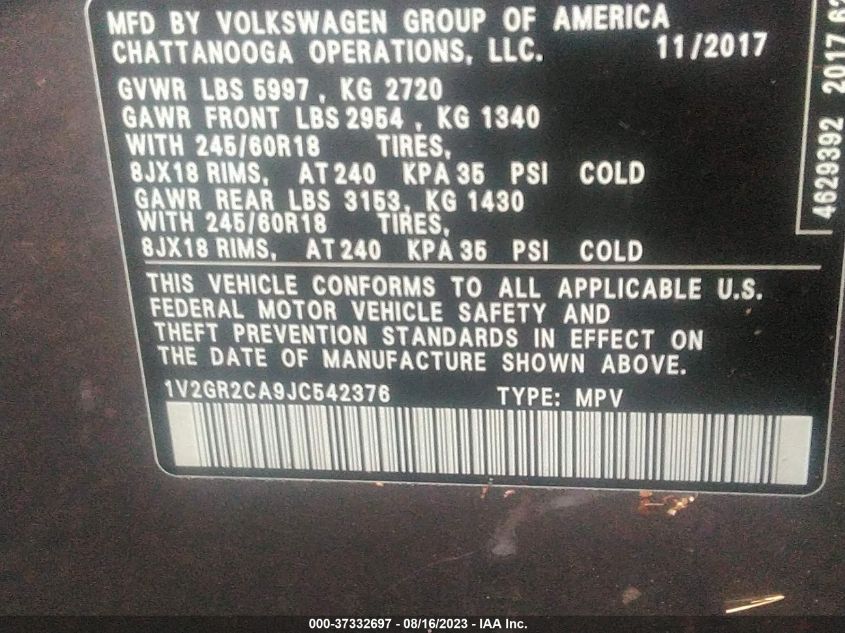 MFD BY VOLKSWAGEN GROUP OF AMERICA
CHATTANOOGA OPERATIONS, LLC. 11/2017
GVWR LBS 5997, KG 2720
GAWR FRONT LBS 2954, KG 1340
WITH 245/60R18 TIRES,
8JX18 RIMS, AT 240 KPA 35 PSI COLD
GAWR REAR LBS 3153, KG 1430
WITH 245/60R18 TIRES,
8JX18 RIMS, AT 240 KPA 35 PSI COLD
THIS VEHICLE CONFORMS TO ALL APPLICABLE U.S.
FEDERAL MOTOR VEHICLE SAFETY AND
THEFT PREVENTION STANDARDS IN EFFECT ON
THE DATE OF MANUFACTURE SHOWN ABOVE.
1V2GR2CA9JC542376 TYPE: MPV
4629392 2017
000-37332697 - 08/16/2023 - IAA Inc.